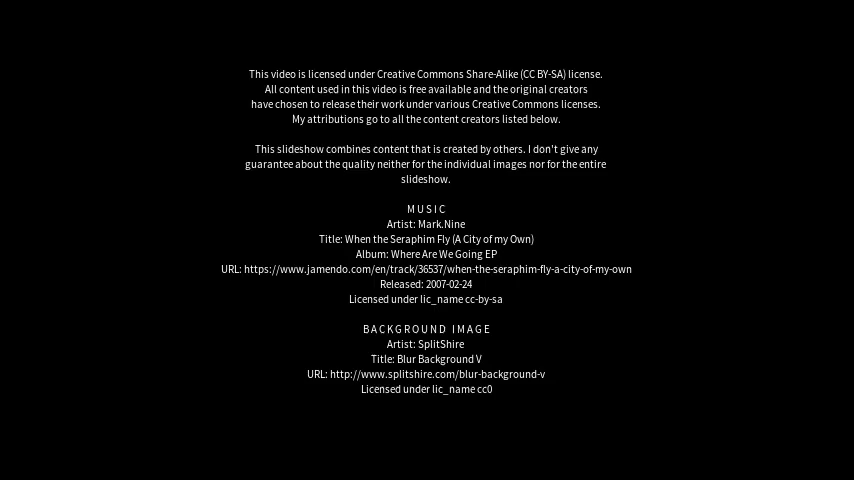 This video is licensed under Creative Commons Share-Alike (CC BY-SA) license.
All content used in this video is free available and the original creators
have chosen to release their work under various Creative Commons licenses.
My attributions go to all the content creators listed below.
This slideshow combines content that is created by others. I don't give any
guarantee about the quality neither for the individual images nor for the entire
slideshow.
MUSIC
Artist: Mark.Nine
Title: When the Seraphim Fly (A City of my Own)
Album: Where Are We Going EP
URL: https://www.jamendo.com/en/track/36537/when-the-seraphim-fly-a-city-of-my-own
Released: 2007-02-24
Licensed under lic_name cc-by-sa
BACKGROUND IMAGE
Artist: SplitShire
Title: Blur Background V
URL: http://www.splitshire.com/blur-background-v
Licensed under lic_name cc0